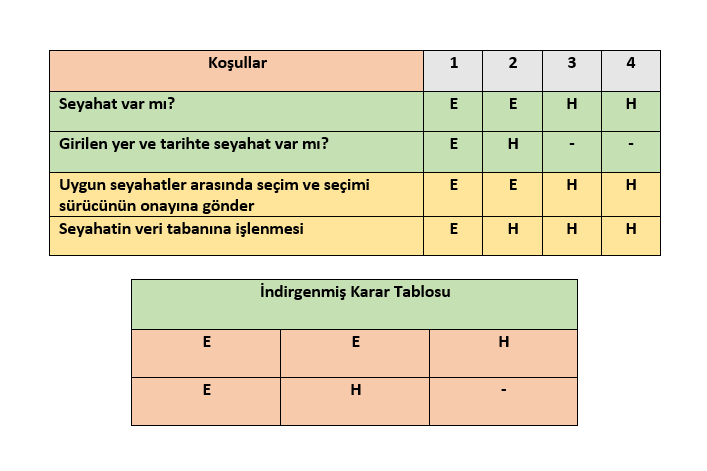 Koşullar 1 2 3 4
Seyahat var mı? E E H H
Girilen yer ve tarihte seyahat var mı? E H - -
Uygun seyahatler arasında seçim ve seçimi E E H H
sürücünün onayına gönder
Seyahatin veri tabanına işlenmesi E H H H
İndirgenmiş Karar Tablosu
E E H
E H -